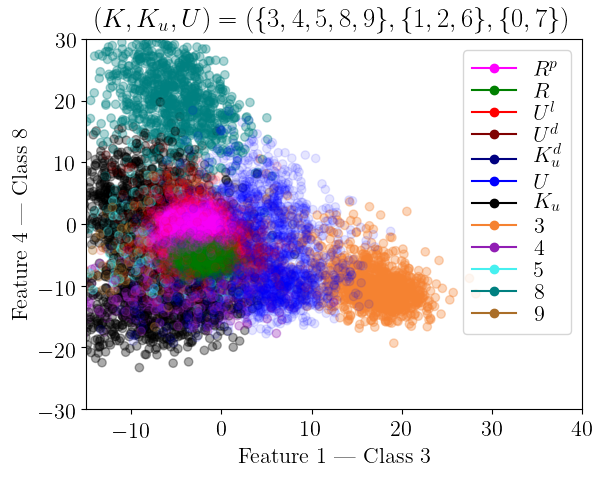 (K, K_u, U) = ({3, 4, 5, 8, 9}, {1, 2, 6}, {0, 7})
30
20
10
0
−10
−20
−30
Feature 4 — Class 8
R^p
R
U^l
U^d
K_u^d
U
K_u
3
4
5
8
9
−10
0
10
20
30
40
Feature 1 — Class 3